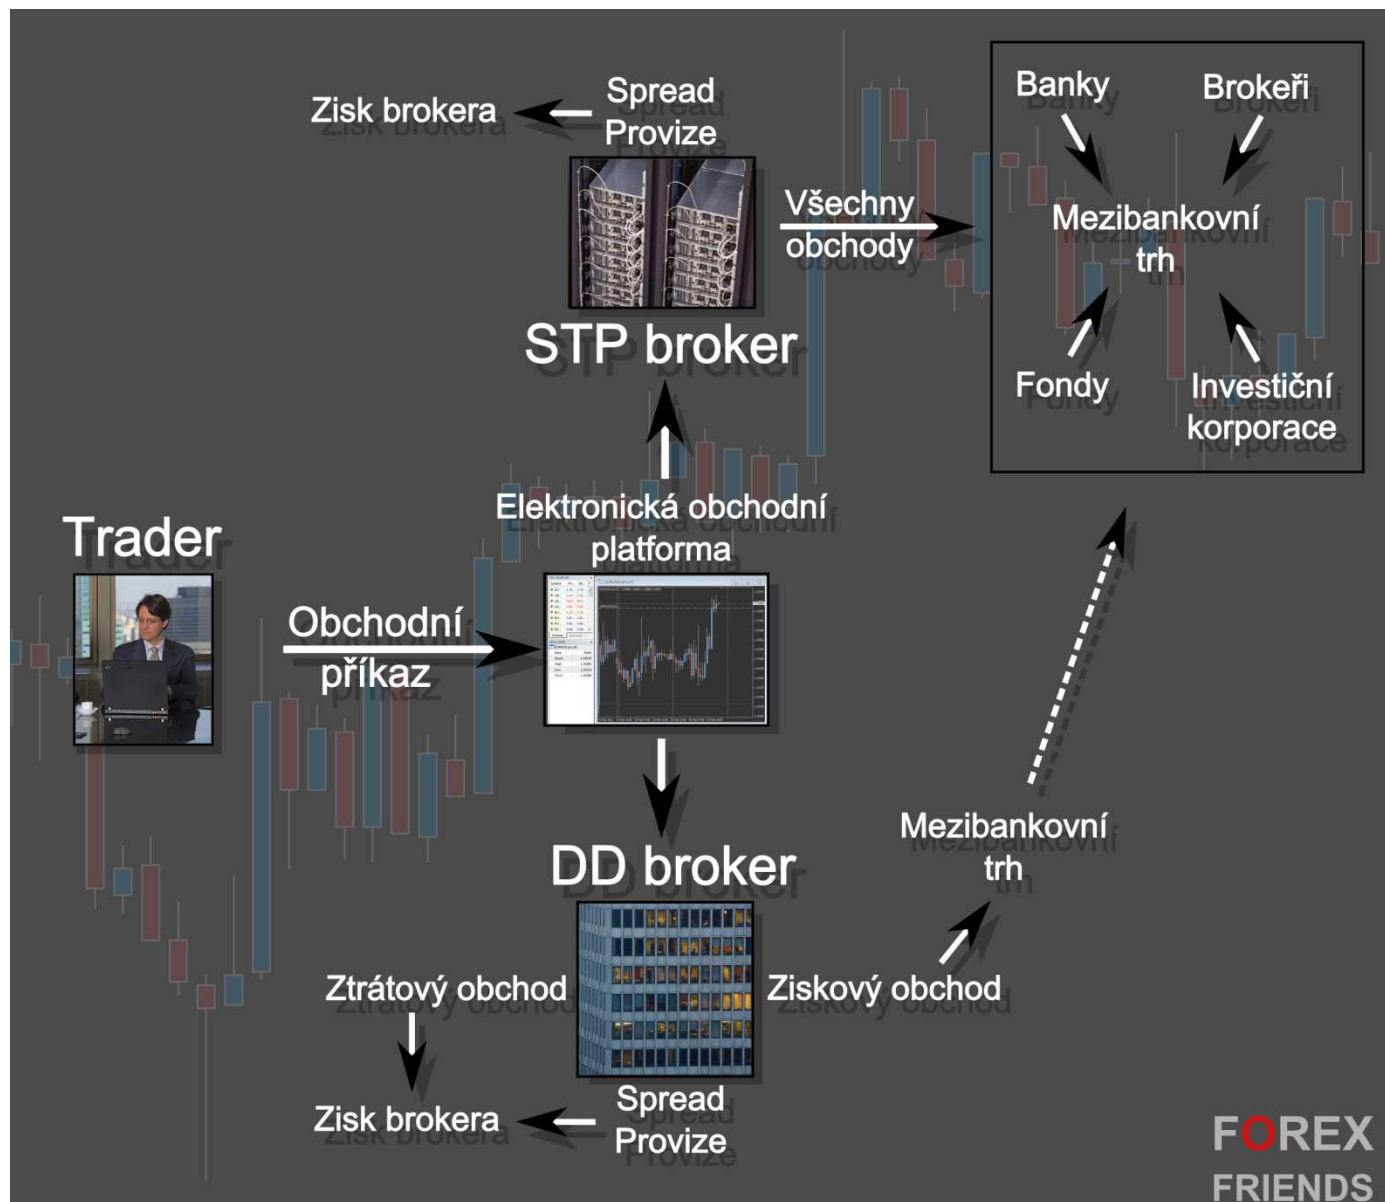 Spread
Provize
Zisk brokera
Banky
Brokeři
Všechny
obchody
Mezibankovní
trh
STP broker
Fondy
Investiční
korporace
Elektronická obchodní
platforma
Trader
Obchodní
příkaz
DD broker
Mezibankovní
trh
Ztrátový obchod
Ziskový obchod
Zisk brokera
Spread
Provize
FOREX
FRIENDS